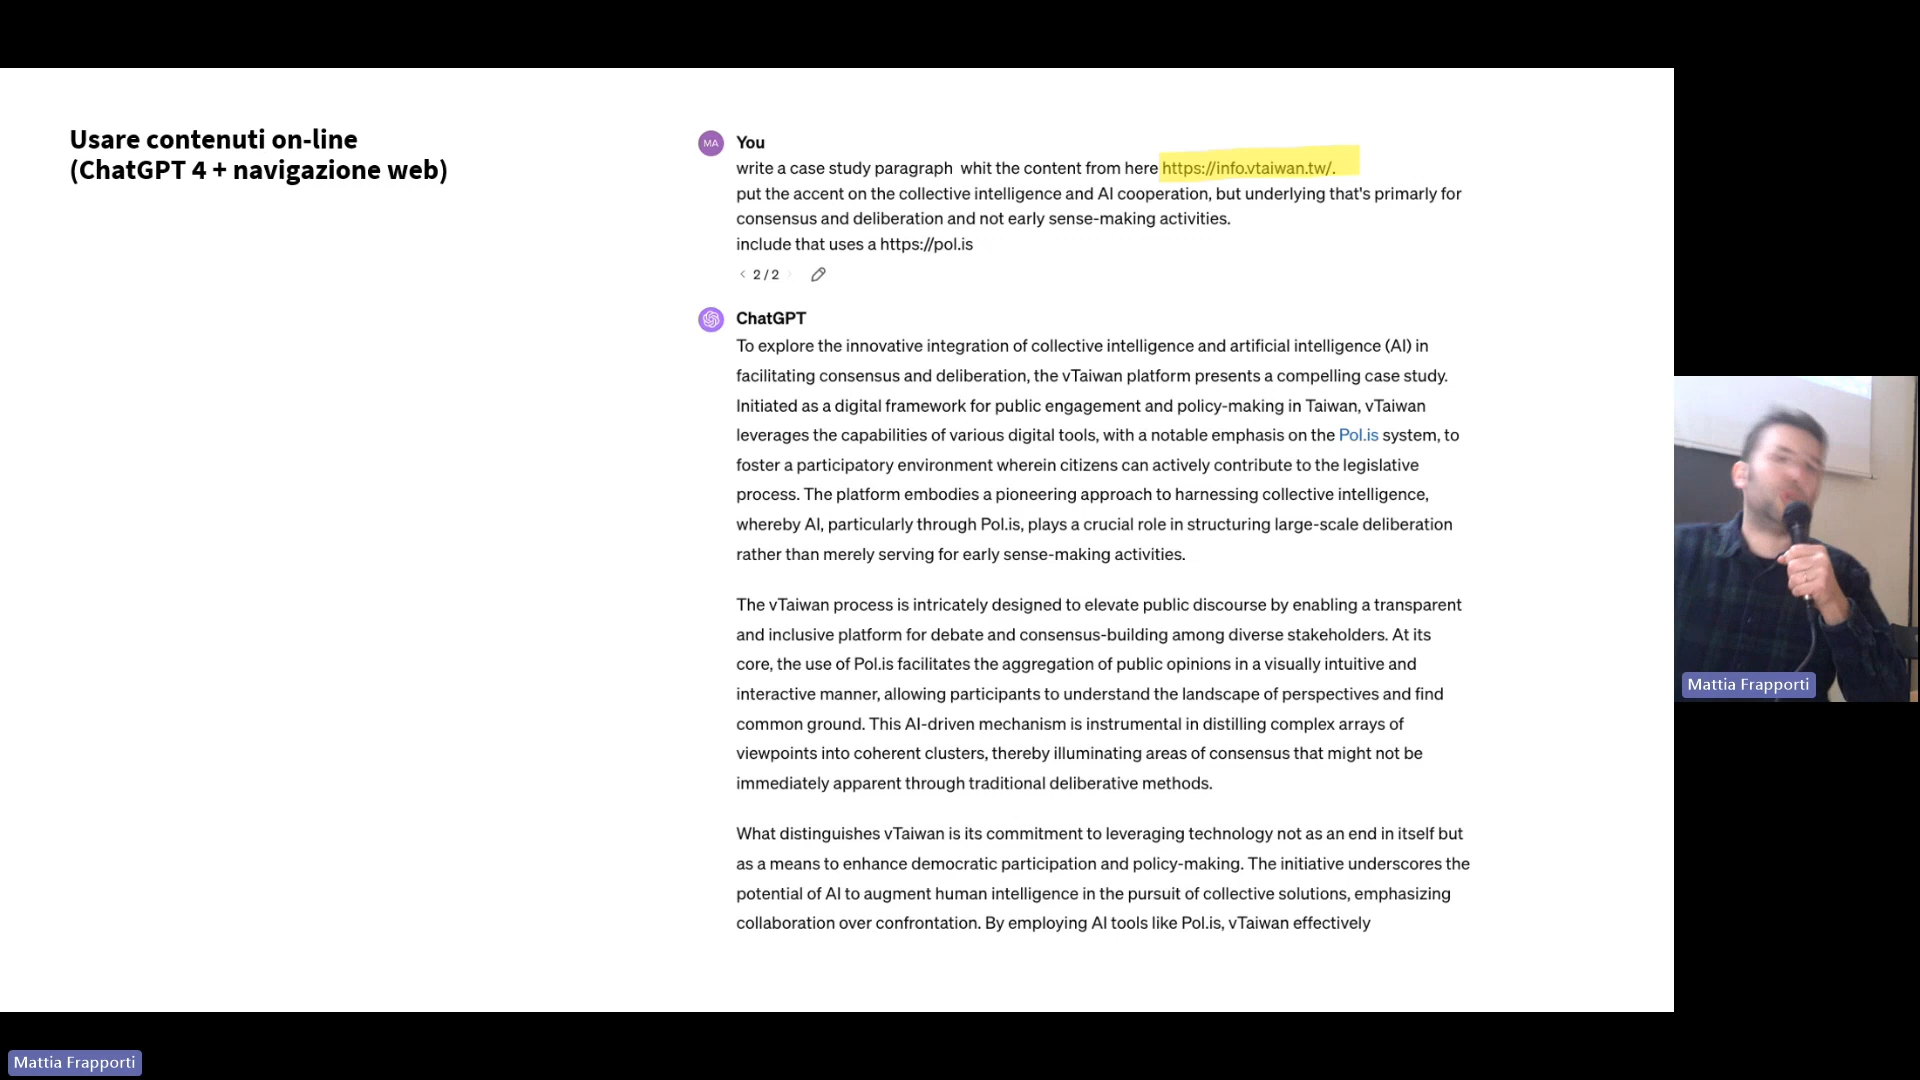 Usare contenuti on-line
(ChatGPT 4 + navigazione web)
MA
You
write a case study paragraph  whit the content from here https://info.vtaiwan.tw/.
put the accent on the collective intelligence and AI cooperation, but underlying that's primarly for
consensus and deliberation and not early sense-making activities.
include that uses a https://pol.is
< 2 / 2 >
ChatGPT
To explore the innovative integration of collective intelligence and artificial intelligence (AI) in
facilitating consensus and deliberation, the vTaiwan platform presents a compelling case study.
Initiated as a digital framework for public engagement and policy-making in Taiwan, vTaiwan
leverages the capabilities of various digital tools, with a notable emphasis on the Pol.is system, to
foster a participatory environment wherein citizens can actively contribute to the legislative
process. The platform embodies a pioneering approach to harnessing collective intelligence,
whereby AI, particularly through Pol.is, plays a crucial role in structuring large-scale deliberation
rather than merely serving for early sense-making activities.
The vTaiwan process is intricately designed to elevate public discourse by enabling a transparent
and inclusive platform for debate and consensus-building among diverse stakeholders. At its
core, the use of Pol.is facilitates the aggregation of public opinions in a visually intuitive and
interactive manner, allowing participants to understand the landscape of perspectives and find
common ground. This AI-driven mechanism is instrumental in distilling complex arrays of
viewpoints into coherent clusters, thereby illuminating areas of consensus that might not be
immediately apparent through traditional deliberative methods.
What distinguishes vTaiwan is its commitment to leveraging technology not as an end in itself but
as a means to enhance democratic participation and policy-making. The initiative underscores the
potential of AI to augment human intelligence in the pursuit of collective solutions, emphasizing
collaboration over confrontation. By employing AI tools like Pol.is, vTaiwan effectively
Mattia Frapporti
Mattia Frapporti